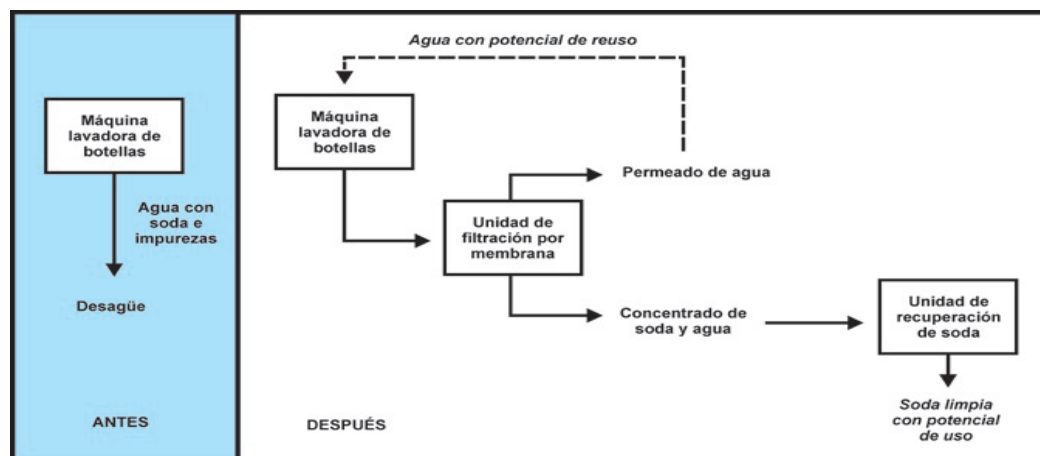 Máquina
lavadora de
botellas
Agua con
soda e
impurezas
Desagüe
ANTES
Agua con potencial de reuso
Máquina
lavadora de
botellas
Permeado de agua
Unidad de
filtración por
membrana
Concentrado de
soda y agua
Unidad de
recuperación
de soda
Soda limpia
con potencial
de uso
DESPUÉS